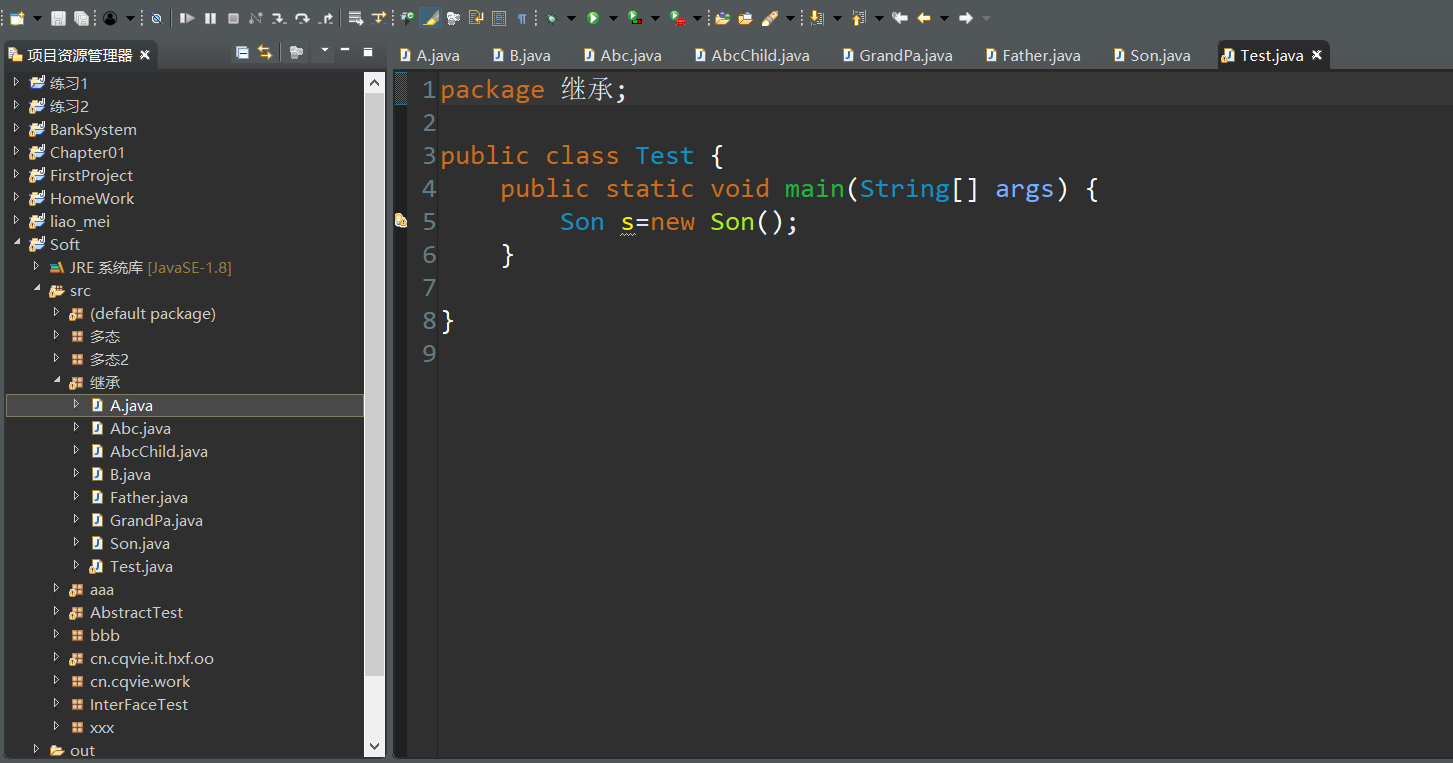 项目资源管理器
A.java
B.java
Abc.java
AbcChild.java
GrandPa.java
Father.java
Son.java
Test.java
练习1
练习2
BankSystem
Chapter01
FirstProject
HomeWork
liao_mei
Soft
JRE 系统库 [JavaSE-1.8]
src
(default package)
多态
多态2
继承
A.java
Abc.java
AbcChild.java
B.java
Father.java
GrandPa.java
Son.java
Test.java
aaa
AbstractTest
bbb
cn.cqvie.it.hxf.oo
cn.cqvie.work
InterFaceTest
xxx
out
1 package 继承;
2
3 public class Test {
4 public static void main(String[] args) {
5 Son s=new Son();
6 }
7
8 }
9